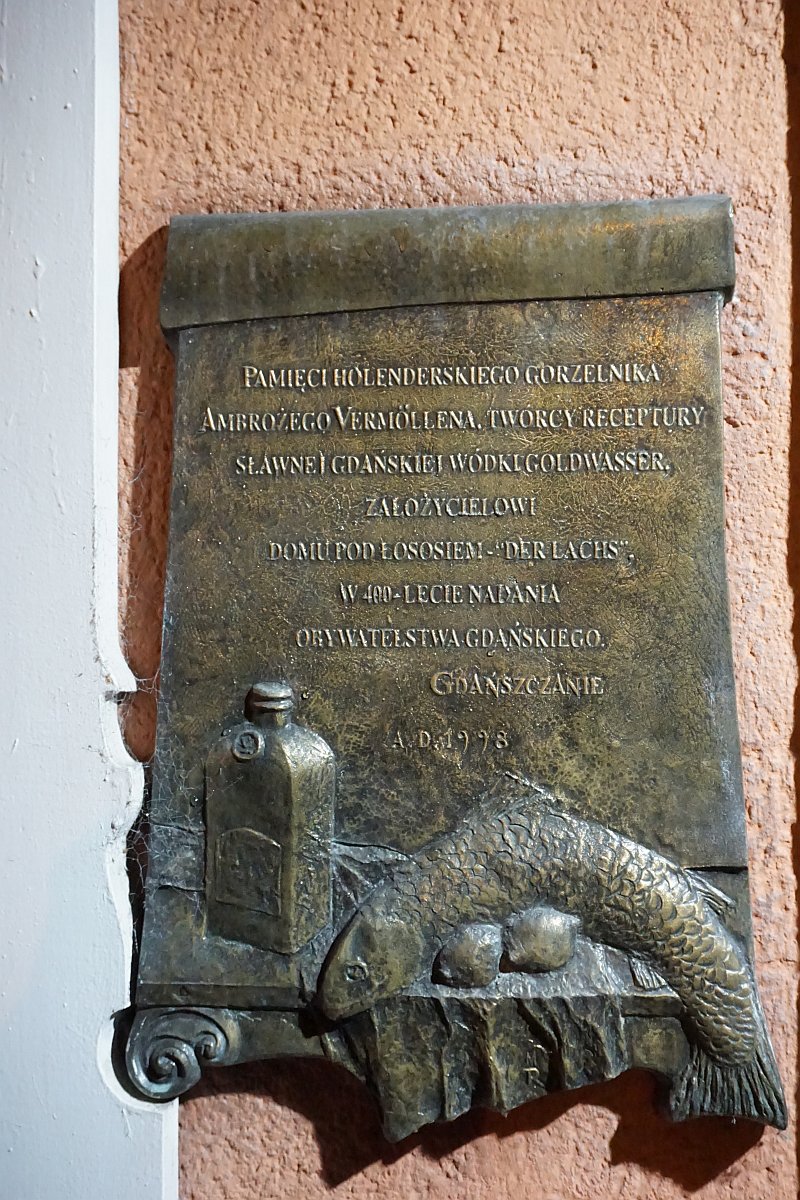 PAMIĘCI HOLENDERSKIEGO GORZELNIKA
AMBROŻEGO VERMÖLLENA, TWÓRCY RECEPTURY
SŁAWNEJ GDAŃSKIEJ WÓDKI GOLDWASSER,
ZAŁOŻYCIELOWI
DOMU POD ŁOSOSIEM - "DER LACHS",
W 400-LECIE NADANIA
OBYWATELSTWA GDAŃSKIEGO.
GDAŃSZCZANIE
A.D. 1998